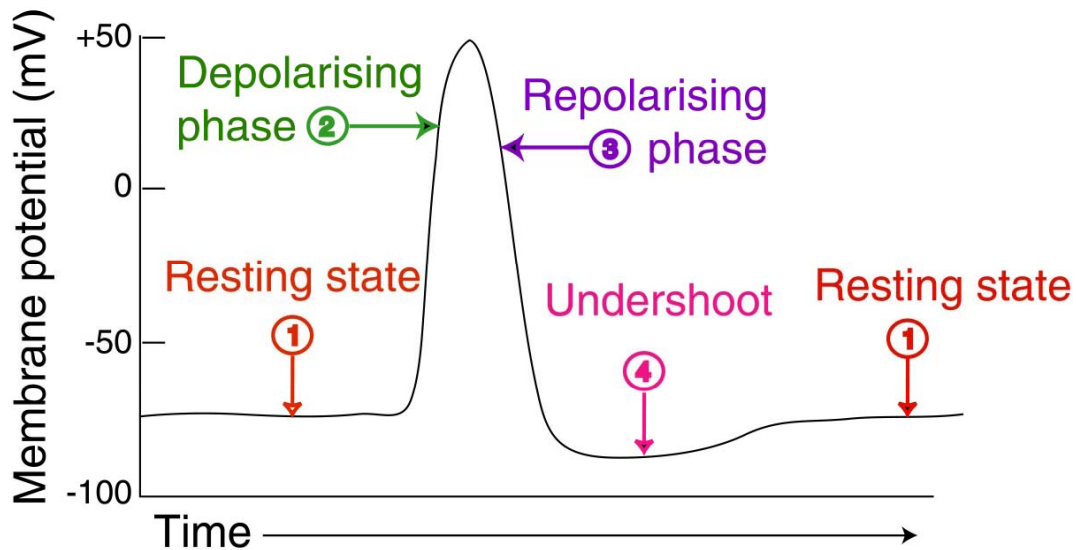 Membrane potential (mV)
+50
0
-50
-100
Depolarising
phase 2
Repolarising
3 phase
Resting state
1
Undershoot
4
Resting state
1
Time